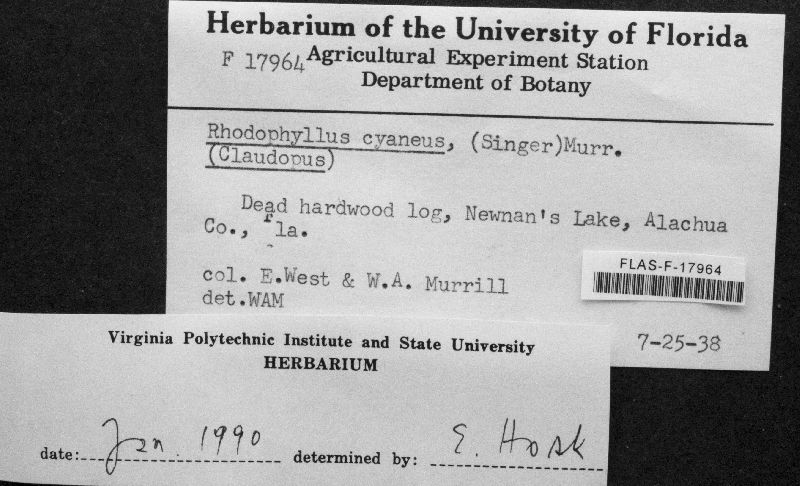 Herbarium of the University of Florida
F 17964 Agricultural Experiment Station
Department of Botany
Rhodophyllus cyaneus, (Singer)Murr.
(Claudopus)
Dead hardwood log, Newnan's Lake, Alachua
Co., Fla.
col. E.West & W.A. Murrill
det.WAM
FLAS-F-17964
7-25-38
Virginia Polytechnic Institute and State University
HERBARIUM
date: Jan. 1990 determined by: E. Hosk